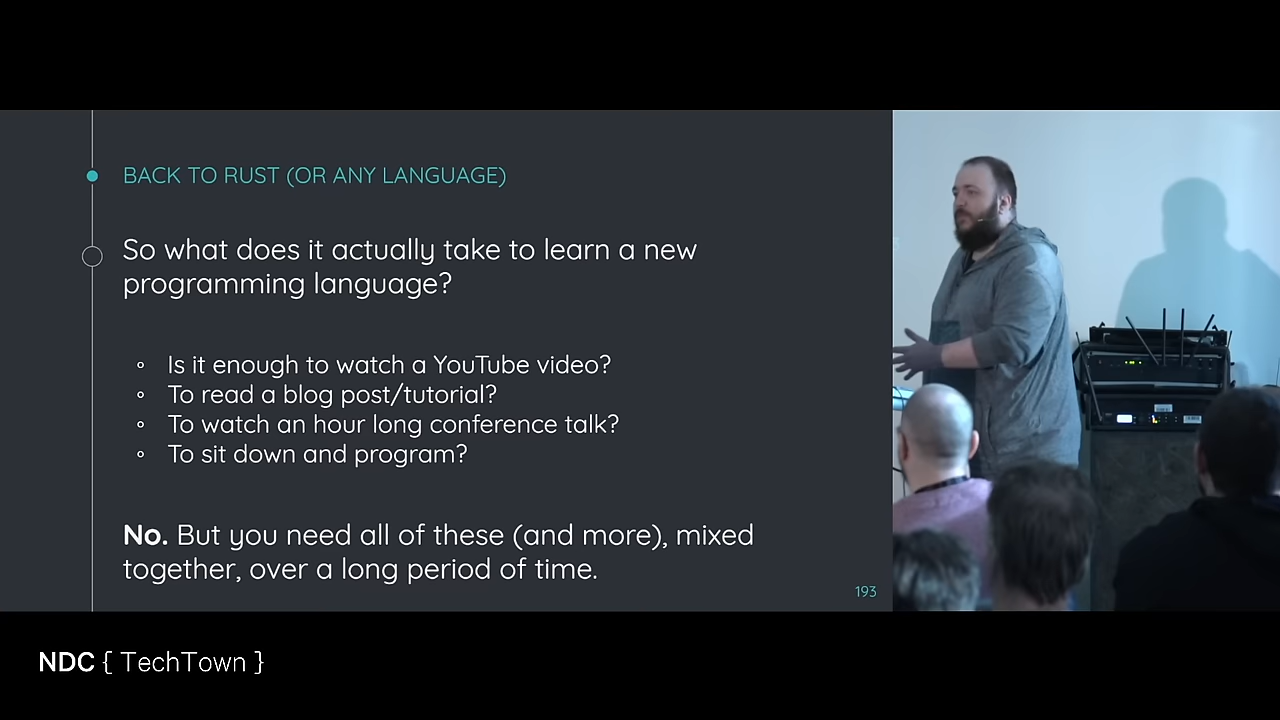 BACK TO RUST (OR ANY LANGUAGE)
So what does it actually take to learn a new
programming language?
◦ Is it enough to watch a YouTube video?
◦ To read a blog post/tutorial?
◦ To watch an hour long conference talk?
◦ To sit down and program?
No. But you need all of these (and more), mixed
together, over a long period of time.
193
NDC { TechTown }